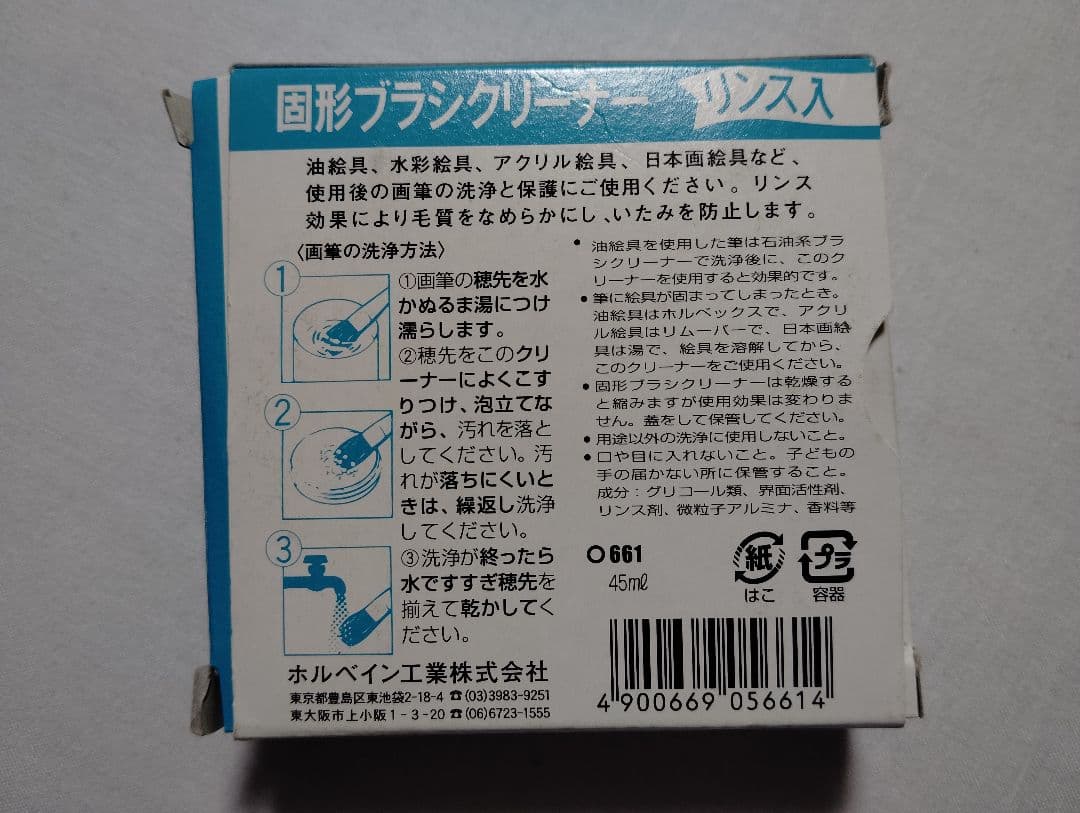 固形ブラシクリーナー リンス入
油絵具、水彩絵具、アクリル絵具、日本画絵具など、
使用後の画筆の洗浄と保護にご使用ください。リンス
効果により毛質をなめらかにし、いたみを防止します。
〈画筆の洗浄方法〉
1
①画筆の穂先を水
かぬるま湯につけ
濡らします。
2
②穂先をこのクリ
ーナーによくこす
りつけ、泡立てな
がら、汚れを落と
してください。汚
れが落ちにくいと
きは、繰返し洗浄
してください。
3
③洗浄が終ったら
水ですすぎ穂先を
揃えて乾かしてく
ださい。
● 油絵具を使用した筆は石油系ブラ
シクリーナーで洗浄後に、このク
リーナーを使用すると効果的です。
● 筆に絵具が固まってしまったとき。
油絵具はホルベックスで、アクリ
ル絵具はリムーバーで、日本画絵
具は湯で、絵具を溶解してから、
このクリーナーをご使用ください。
● 固形ブラシクリーナーは乾燥する
と縮みますが使用効果は変わりま
せん。蓋をして保管してください。
● 用途以外の洗浄に使用しないこと。
● 口や目に入れないこと。子どもの
手の届かない所に保管すること。
成分：グリコール類、界面活性剤、
リンス剤、微粒子アルミナ、香料等
O661
45mℓ
紙
はこ
プラ
容器
ホルベイン工業株式会社
東京都豊島区東池袋2-18-4 ☎(03)3983-9251
東大阪市上小阪1-3-20 ☎(06)6723-1555
4 900669 056614